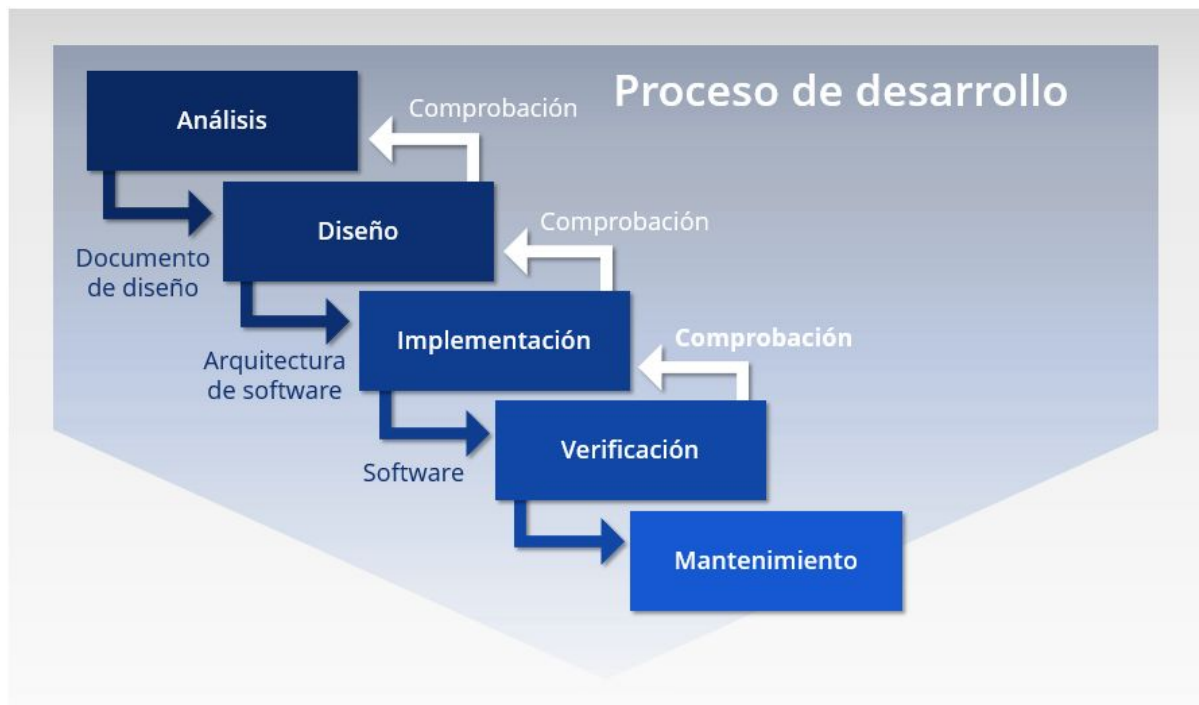 Proceso de desarrollo
Análisis
Comprobación
Diseño
Comprobación
Documento
de diseño
Implementación
Comprobación
Arquitectura
de software
Verificación
Software
Mantenimiento